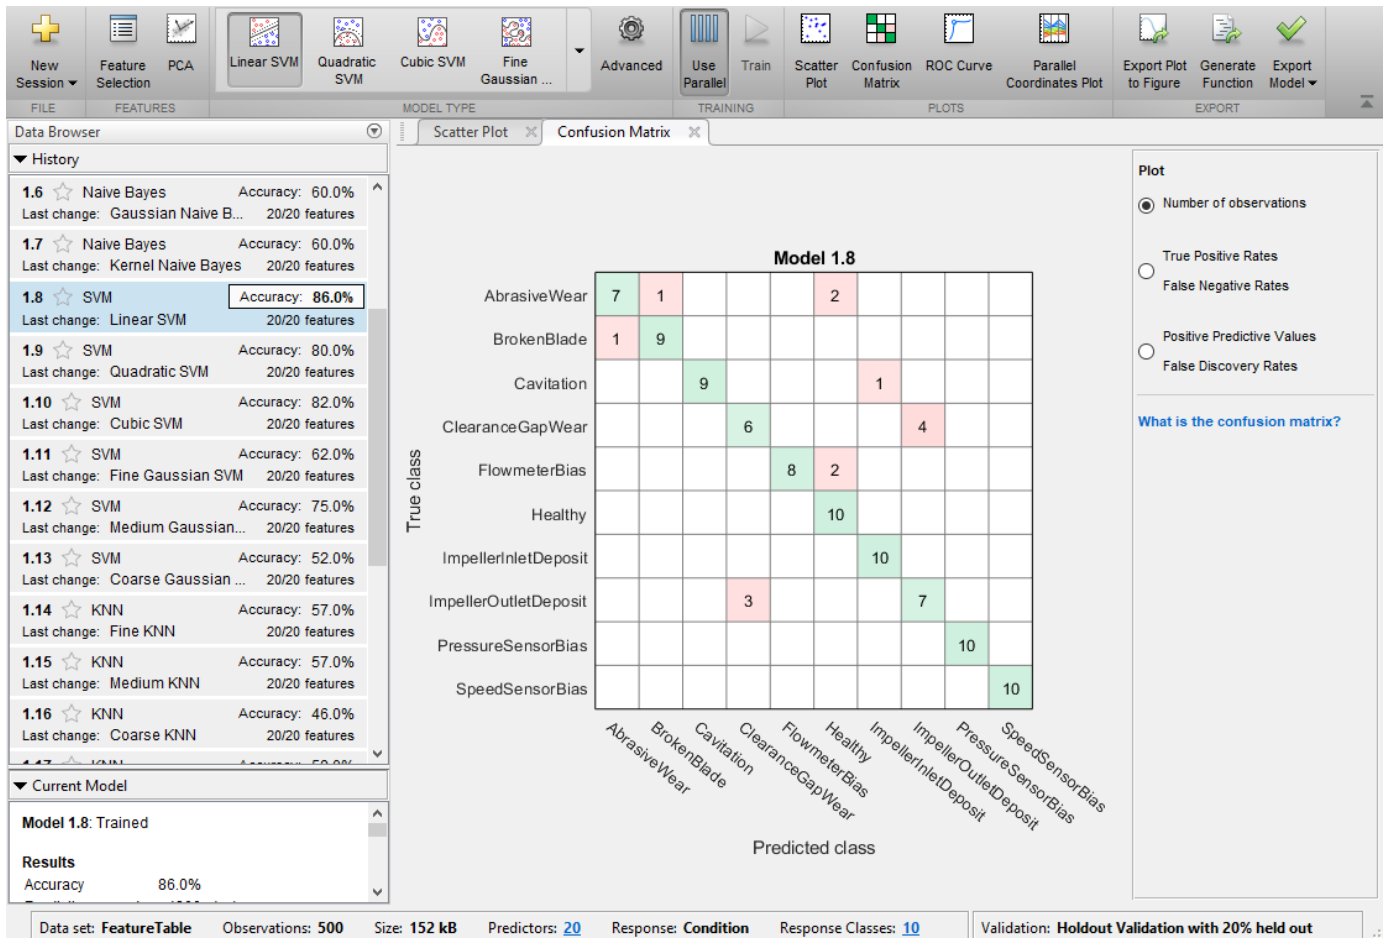 New Session
Feature Selection
PCA
Linear SVM
Quadratic SVM
Cubic SVM
Fine Gaussian ...
Advanced
Use Parallel
Train
Scatter Plot
Confusion Matrix
ROC Curve
Parallel Coordinates Plot
Export Plot to Figure
Generate Function
Export Model
FILE
FEATURES
MODEL TYPE
TRAINING
PLOTS
EXPORT
Data Browser
History
1.6 Naive Bayes Accuracy: 60.0%
Last change: Gaussian Naive B... 20/20 features
1.7 Naive Bayes Accuracy: 60.0%
Last change: Kernel Naive Bayes 20/20 features
1.8 SVM Accuracy: 86.0%
Last change: Linear SVM 20/20 features
1.9 SVM Accuracy: 80.0%
Last change: Quadratic SVM 20/20 features
1.10 SVM Accuracy: 82.0%
Last change: Cubic SVM 20/20 features
1.11 SVM Accuracy: 62.0%
Last change: Fine Gaussian SVM 20/20 features
1.12 SVM Accuracy: 75.0%
Last change: Medium Gaussian... 20/20 features
1.13 SVM Accuracy: 52.0%
Last change: Coarse Gaussian ... 20/20 features
1.14 KNN Accuracy: 57.0%
Last change: Fine KNN 20/20 features
1.15 KNN Accuracy: 57.0%
Last change: Medium KNN 20/20 features
1.16 KNN Accuracy: 46.0%
Last change: Coarse KNN 20/20 features
Current Model
Model 1.8: Trained
Results
Accuracy 86.0%
Scatter Plot
Confusion Matrix
Model 1.8
True class
AbrasiveWear 7 1 2
BrokenBlade 1 9
Cavitation 9 1
ClearanceGapWear 6 4
FlowmeterBias 8 2
Healthy 10
ImpellerInletDeposit 10
ImpellerOutletDeposit 3 7
PressureSensorBias 10
SpeedSensorBias 10
AbrasiveWear
BrokenBlade
Cavitation
ClearanceGapWear
FlowmeterBias
Healthy
ImpellerInletDeposit
ImpellerOutletDeposit
PressureSensorBias
SpeedSensorBias
Predicted class
Plot
Number of observations
True Positive Rates
False Negative Rates
Positive Predictive Values
False Discovery Rates
What is the confusion matrix?
Data set: FeatureTable Observations: 500 Size: 152 kB Predictors: 20 Response: Condition Response Classes: 10
Validation: Holdout Validation with 20% held out